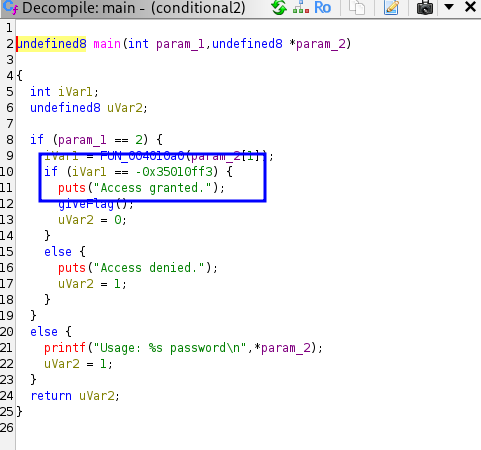 Decompile: main - (conditional2)
Ro
1
2 undefined8 main(int param_1,undefined8 *param_2)
3
4 {
5 int iVar1;
6 undefined8 uVar2;
7
8 if (param_1 == 2) {
9 iVar1 = FUN_004010a0(param_2[1]);
10 if (iVar1 == -0x35010ff3) {
11 puts("Access granted.");
12 giveFlag();
13 uVar2 = 0;
14 }
15 else {
16 puts("Access denied.");
17 uVar2 = 1;
18 }
19 }
20 else {
21 printf("Usage: %s password\n",*param_2);
22 uVar2 = 1;
23 }
24 return uVar2;
25 }
26